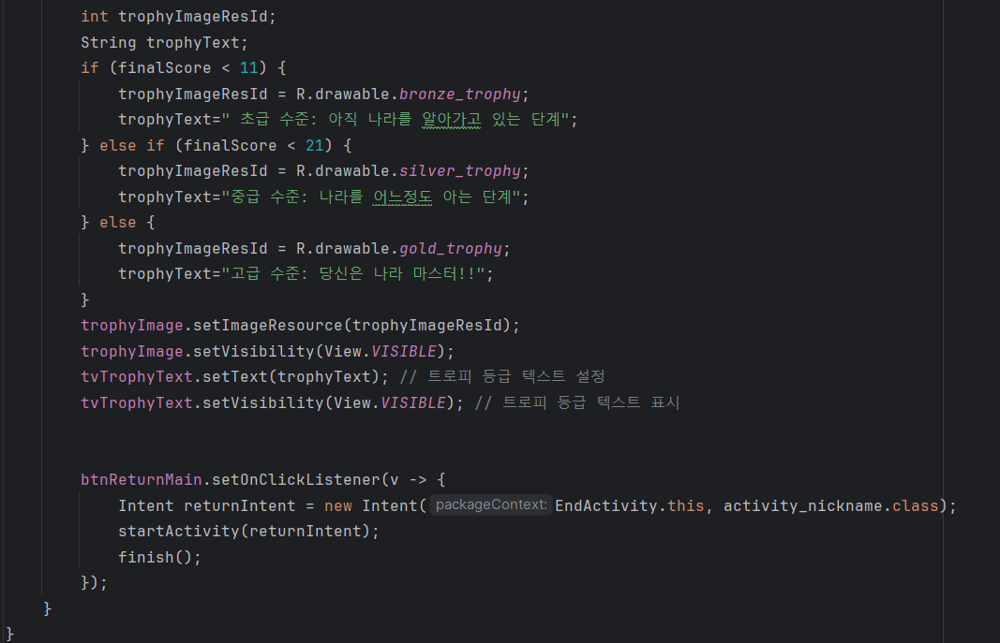 int trophyImageResId;
String trophyText;
if (finalScore < 11) {
trophyImageResId = R.drawable.bronze_trophy;
trophyText=" 초급 수준: 아직 나라를 알아가고 있는 단계";
} else if (finalScore < 21) {
trophyImageResId = R.drawable.silver_trophy;
trophyText="중급 수준: 나라를 어느정도 아는 단계";
} else {
trophyImageResId = R.drawable.gold_trophy;
trophyText="고급 수준: 당신은 나라 마스터!!";
}
trophyImage.setImageResource(trophyImageResId);
trophyImage.setVisibility(View.VISIBLE);
tvTrophyText.setText(trophyText); // 트로피 등급 텍스트 설정
tvTrophyText.setVisibility(View.VISIBLE); // 트로피 등급 텍스트 표시
btnReturnMain.setOnClickListener(v -> {
Intent returnIntent = new Intent( packageContext: EndActivity.this, activity_nickname.class);
startActivity(returnIntent);
finish();
});
}
}